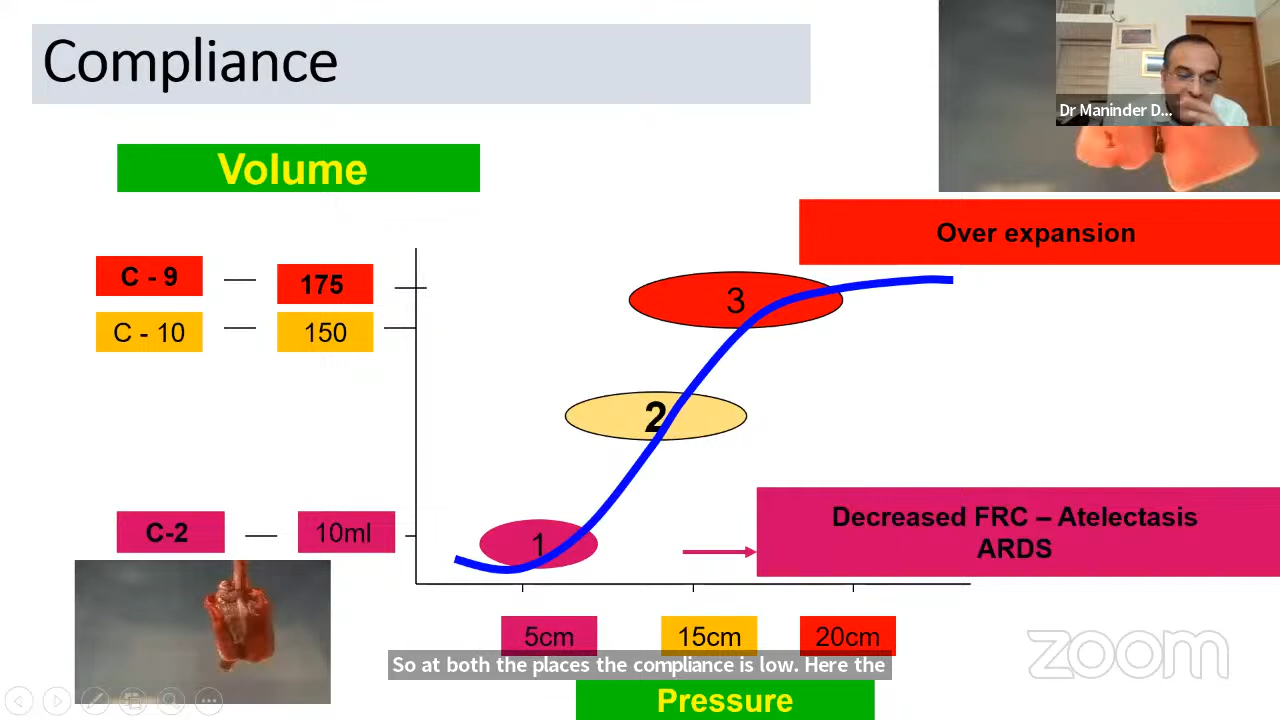 Compliance
Dr Maninder D...
Volume
Over expansion
C - 9
175
3
C - 10
150
2
Decreased FRC – Atelectasis
ARDS
C-2
10ml
1
5cm
15cm
20cm
So at both the places the compliance is low. Here the
zoom
Pressure